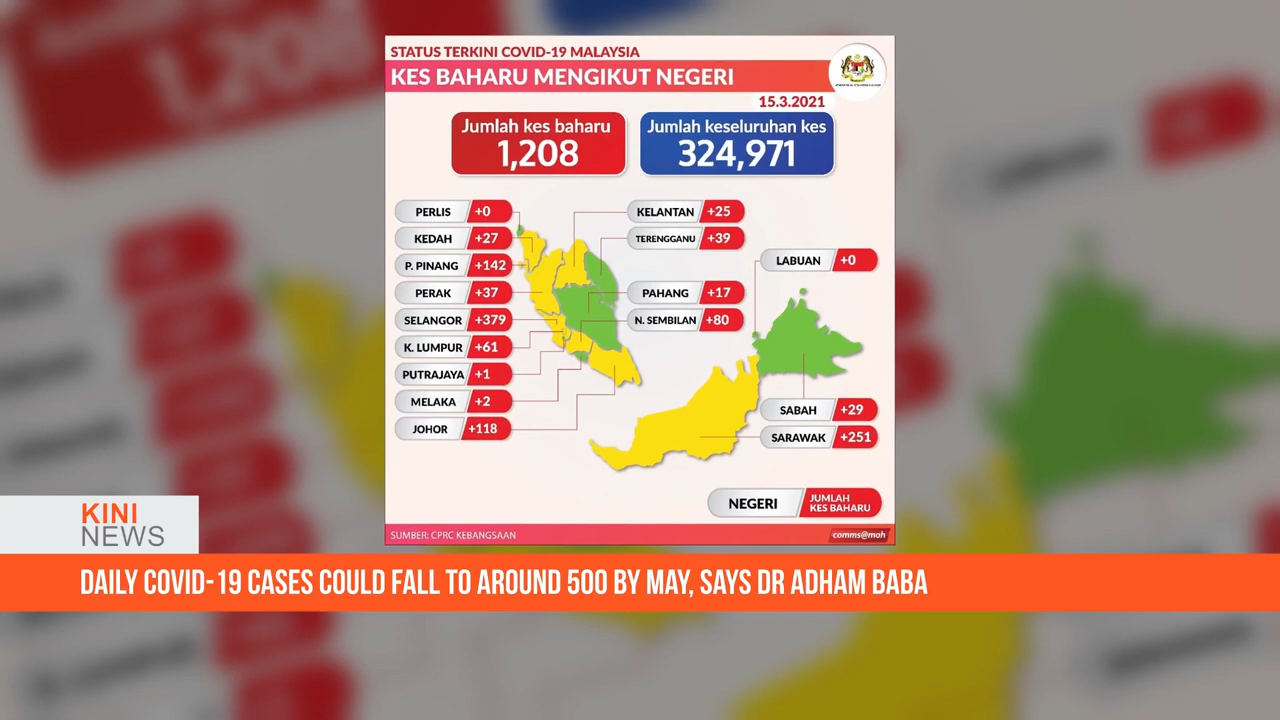 STATUS TERKINI COVID-19 MALAYSIA
KES BAHARU MENGIKUT NEGERI
15.3.2021
Jumlah kes baharu
1,208
Jumlah keseluruhan kes
324,971
PERLIS +0
KEDAH +27
P. PINANG +142
PERAK +37
SELANGOR +379
K. LUMPUR +61
PUTRAJAYA +1
MELAKA +2
JOHOR +118
KELANTAN +25
TERENGGANU +39
PAHANG +17
N. SEMBILAN +80
LABUAN +0
SABAH +29
SARAWAK +251
NEGERI
JUMLAH
KES BAHARU
SUMBER: CPRC KEBANGSAAN
comms@moh
KINI
NEWS
DAILY COVID-19 CASES COULD FALL TO AROUND 500 BY MAY, SAYS DR ADHAM BABA